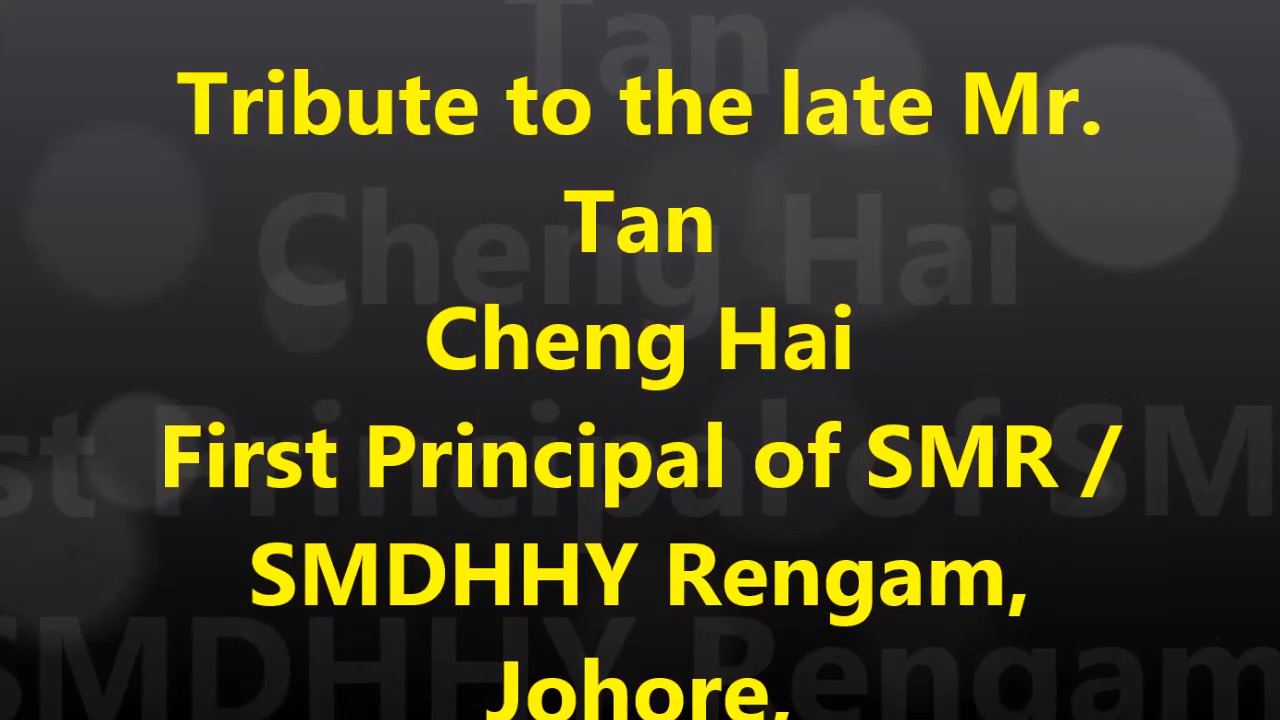 Tribute to the late Mr.
Tan
Cheng Hai
First Principal of SMR /
SMDHHY Rengam,
Johore,